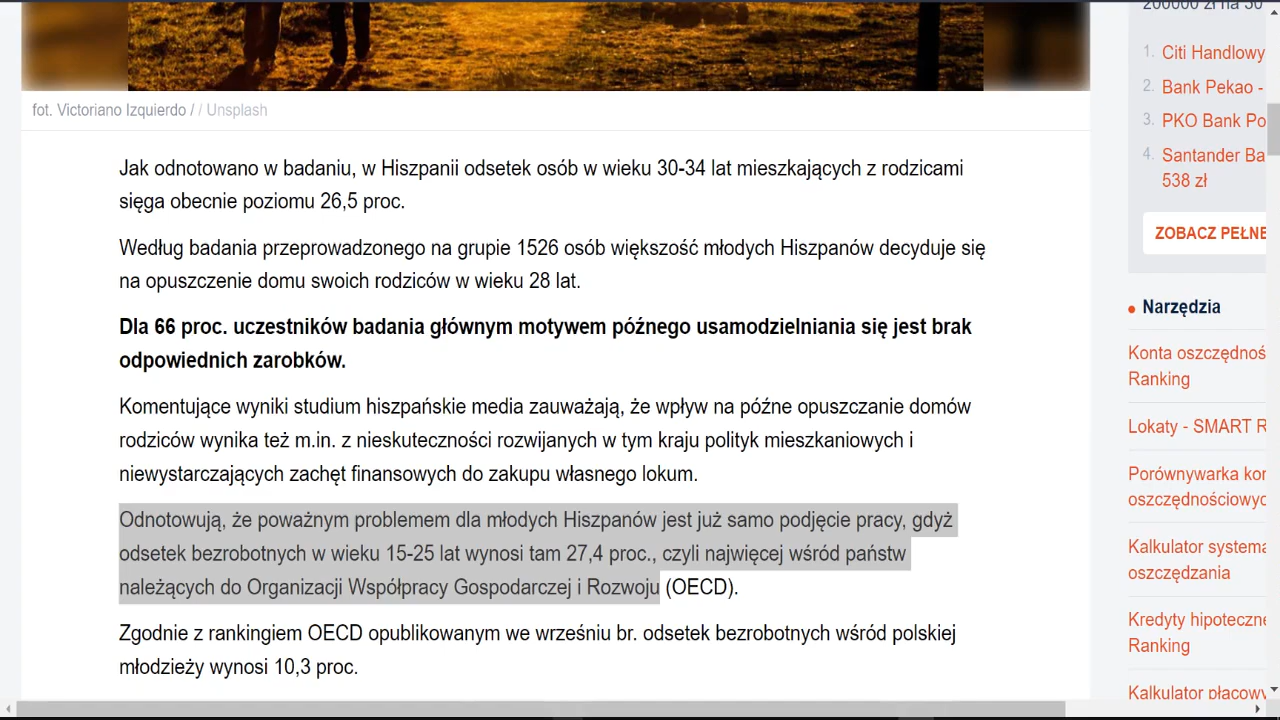 200000 zł na 30
fot. Victoriano Izquierdo / / Unsplash
Jak odnotowano w badaniu, w Hiszpanii odsetek osób w wieku 30-34 lat mieszkających z rodzicami
sięga obecnie poziomu 26,5 proc.
Według badania przeprowadzonego na grupie 1526 osób większość młodych Hiszpanów decyduje się
na opuszczenie domu swoich rodziców w wieku 28 lat.
Dla 66 proc. uczestników badania głównym motywem późnego usamodzielniania się jest brak
odpowiednich zarobków.
Komentujące wyniki studium hiszpańskie media zauważają, że wpływ na późne opuszczanie domów
rodziców wynika też m.in. z nieskuteczności rozwijanych w tym kraju polityk mieszkaniowych i
niewystarczających zachęt finansowych do zakupu własnego lokum.
Odnotowują, że poważnym problemem dla młodych Hiszpanów jest już samo podjęcie pracy, gdyż
odsetek bezrobotnych w wieku 15-25 lat wynosi tam 27,4 proc., czyli najwięcej wśród państw
należących do Organizacji Współpracy Gospodarczej i Rozwoju (OECD).
Zgodnie z rankingiem OECD opublikowanym we wrześniu br. odsetek bezrobotnych wśród polskiej
młodzieży wynosi 10,3 proc.
1. Citi Handlowy
2. Bank Pekao -
3. PKO Bank Po
4. Santander Ba
538 zł
ZOBACZ PEŁNE
Narzędzia
Konta oszczędnoś
Ranking
Lokaty - SMART R
Porównywarka kon
oszczędnościowyc
Kalkulator systema
oszczędzania
Kredyty hipoteczne
Ranking
Kalkulator płacowy